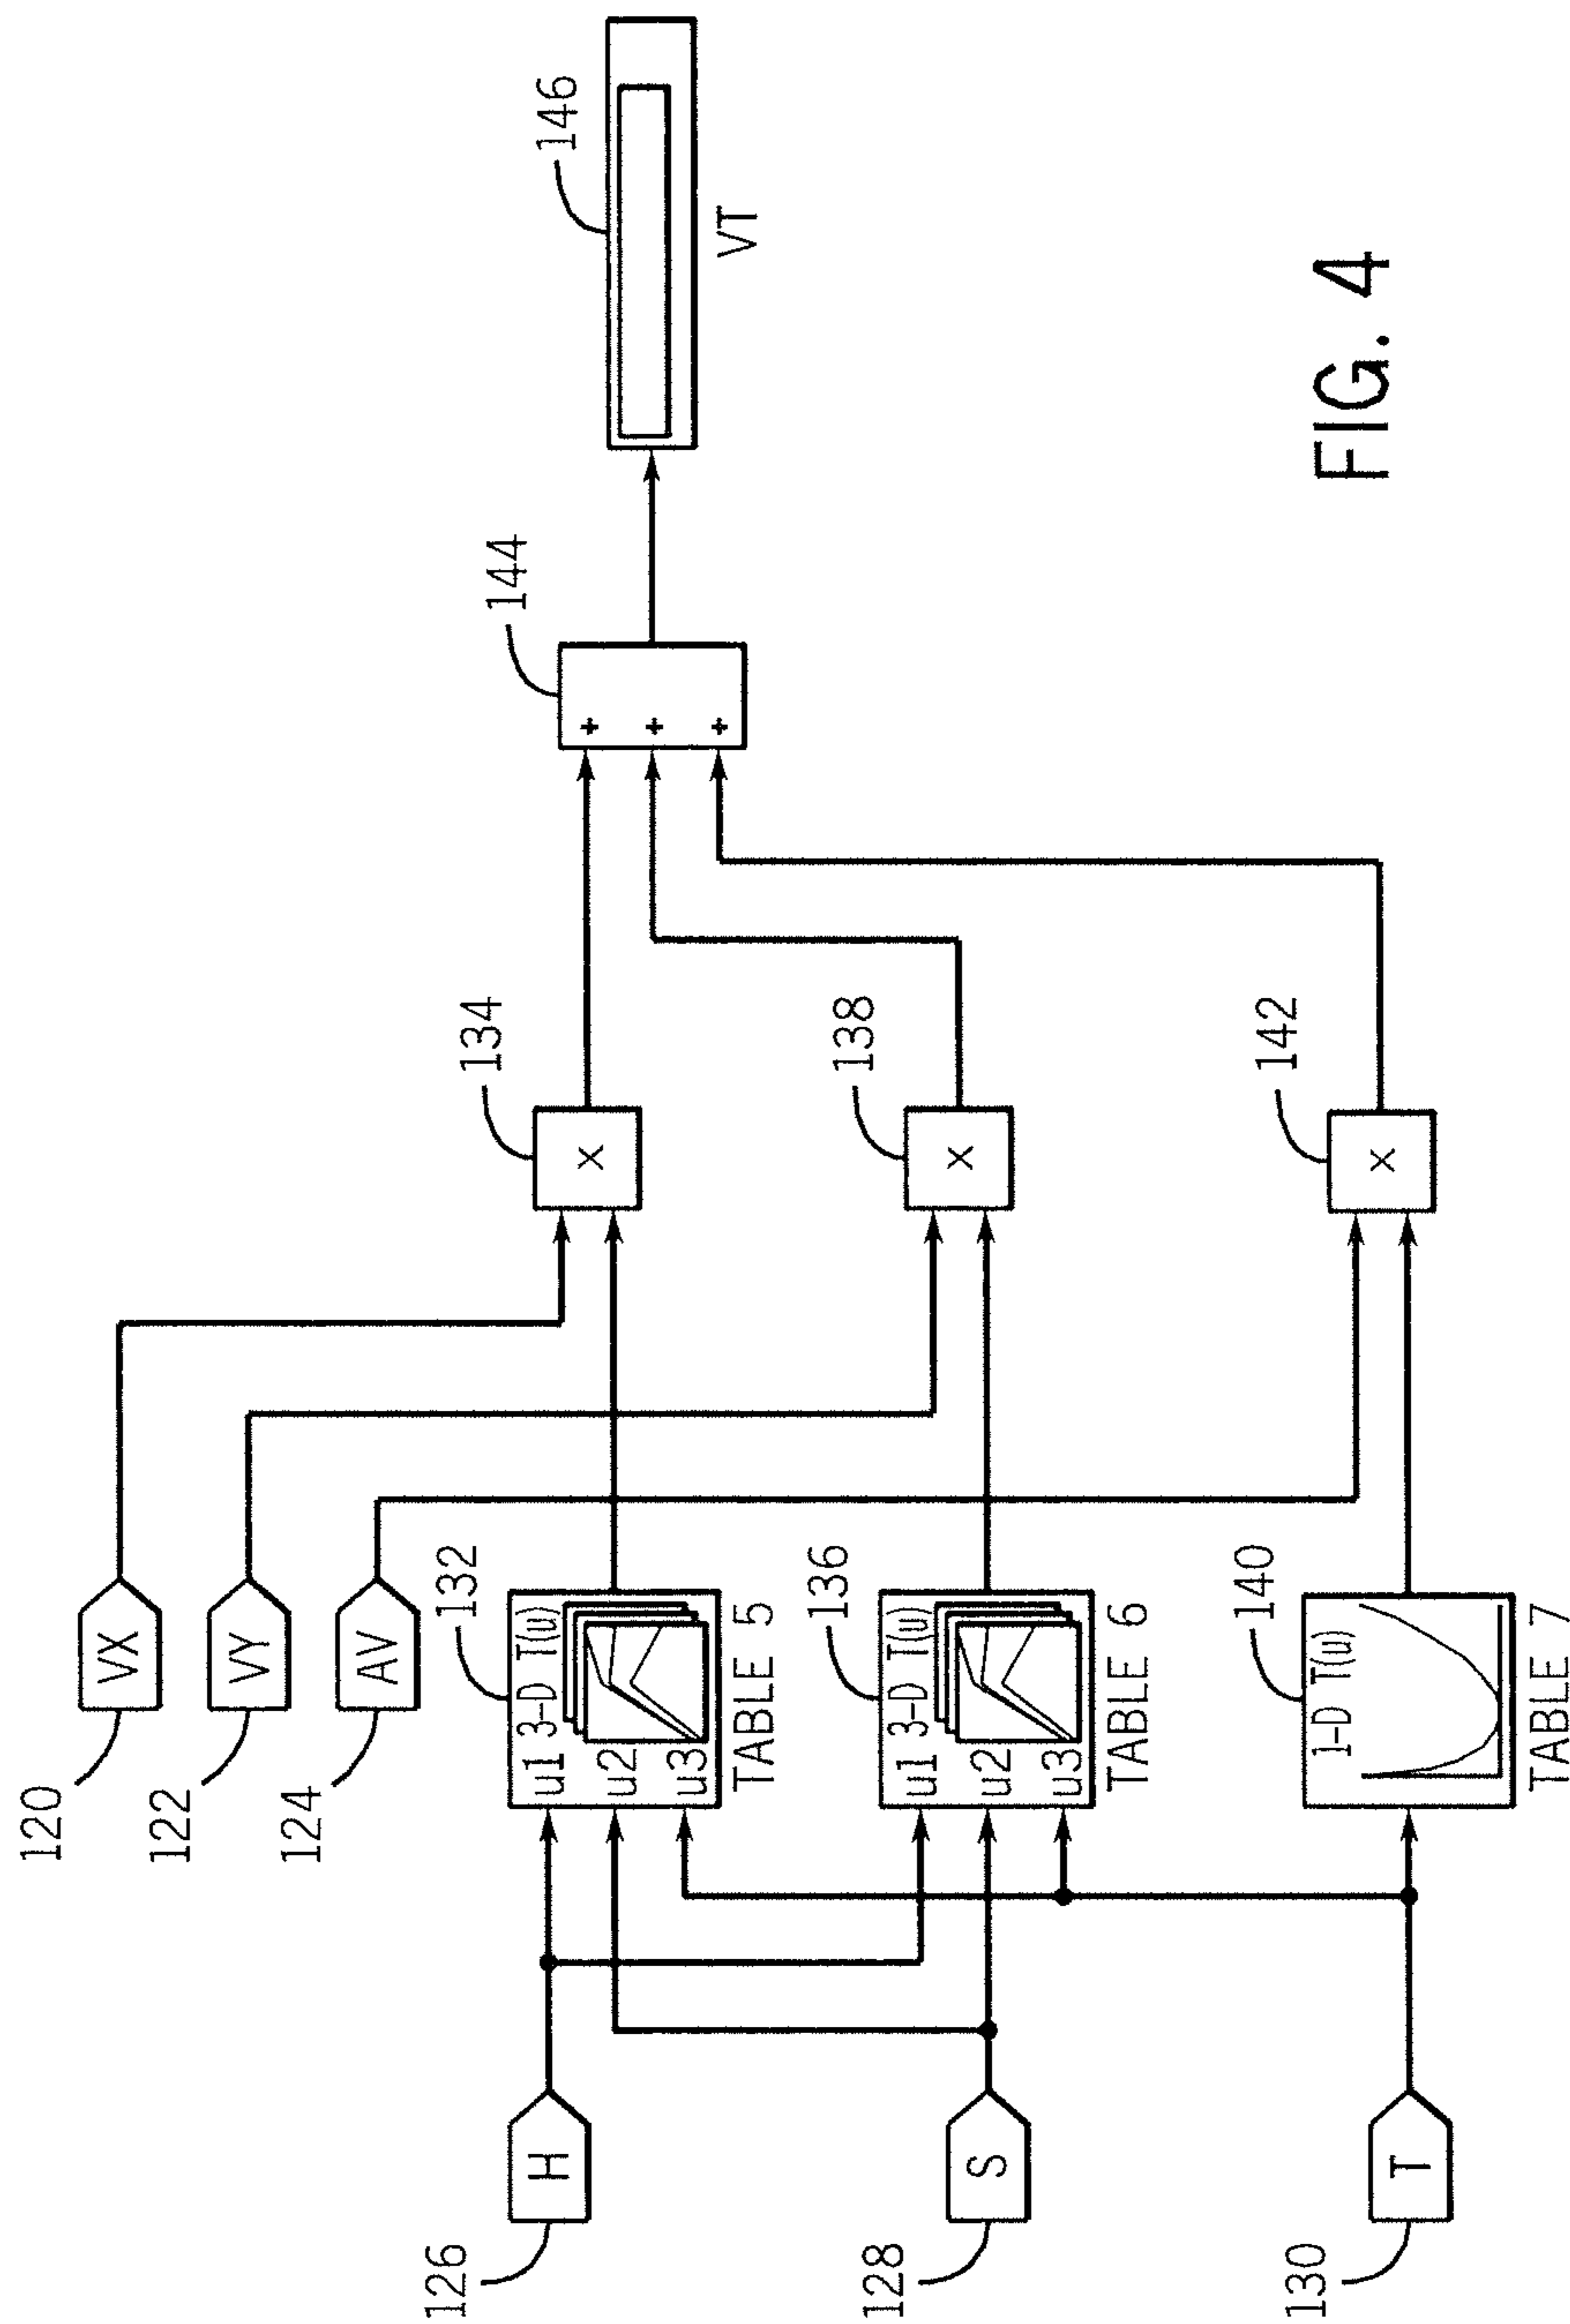 120
VX
122
VY
124
AV
126
H
128
S
130
T
132
u1 3-D T(u)
u2
u3
TABLE 5
134
x
136
u1 3-D T(u)
u2
u3
TABLE 6
138
x
140
1-D T(u)
TABLE 7
142
x
144
+
+
+
146
VT
FIG. 4